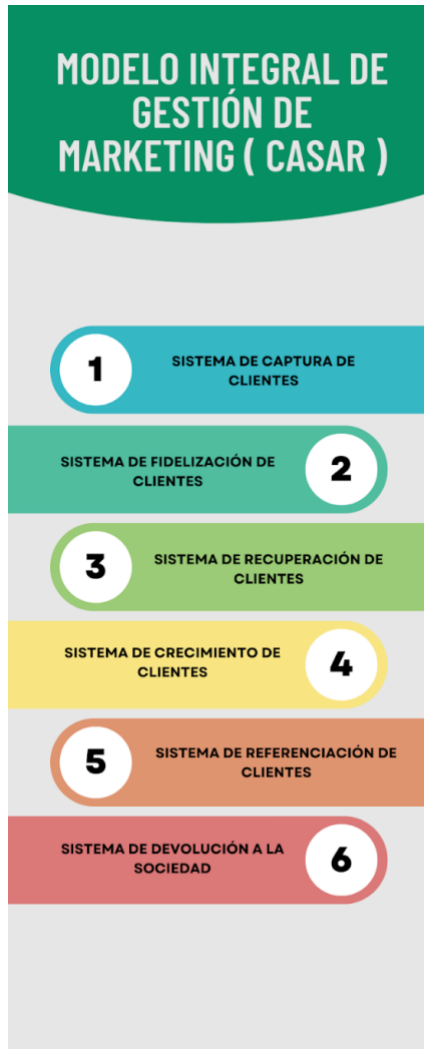 MODELO INTEGRAL DE
GESTIÓN DE
MARKETING ( CASAR )
1
SISTEMA DE CAPTURA DE
CLIENTES
SISTEMA DE FIDELIZACIÓN DE
CLIENTES
2
3
SISTEMA DE RECUPERACIÓN DE
CLIENTES
SISTEMA DE CRECIMIENTO DE
CLIENTES
4
5
SISTEMA DE REFERENCIACIÓN DE
CLIENTES
SISTEMA DE DEVOLUCIÓN A LA
SOCIEDAD
6